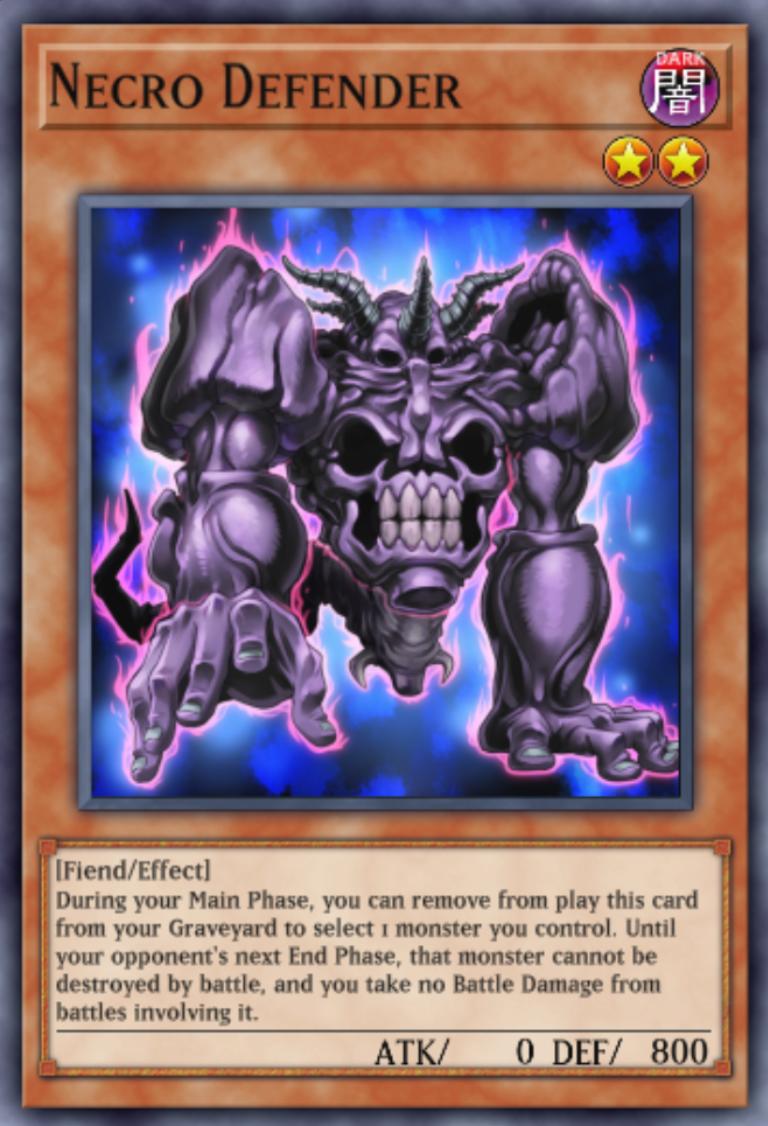 NECRO DEFENDER
DARK
闇
[Fiend/Effect]
During your Main Phase, you can remove from play this card
from your Graveyard to select 1 monster you control. Until
your opponent's next End Phase, that monster cannot be
destroyed by battle, and you take no Battle Damage from
battles involving it.
ATK/ 0 DEF/ 800